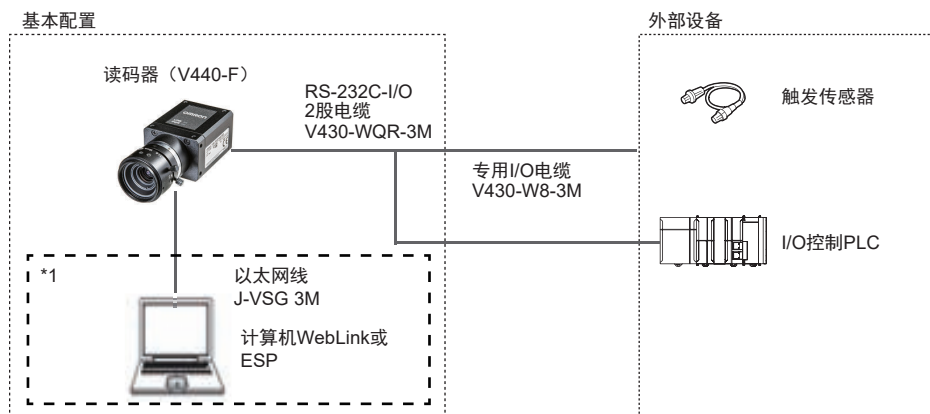 基本配置
外部设备
读码器（V440-F）
RS-232C-I/O
2股电缆
V430-WQR-3M
触发传感器
专用I/O电缆
V430-W8-3M
I/O控制PLC
*1
以太网线
J-VSG 3M
计算机WebLink或
ESP
omron